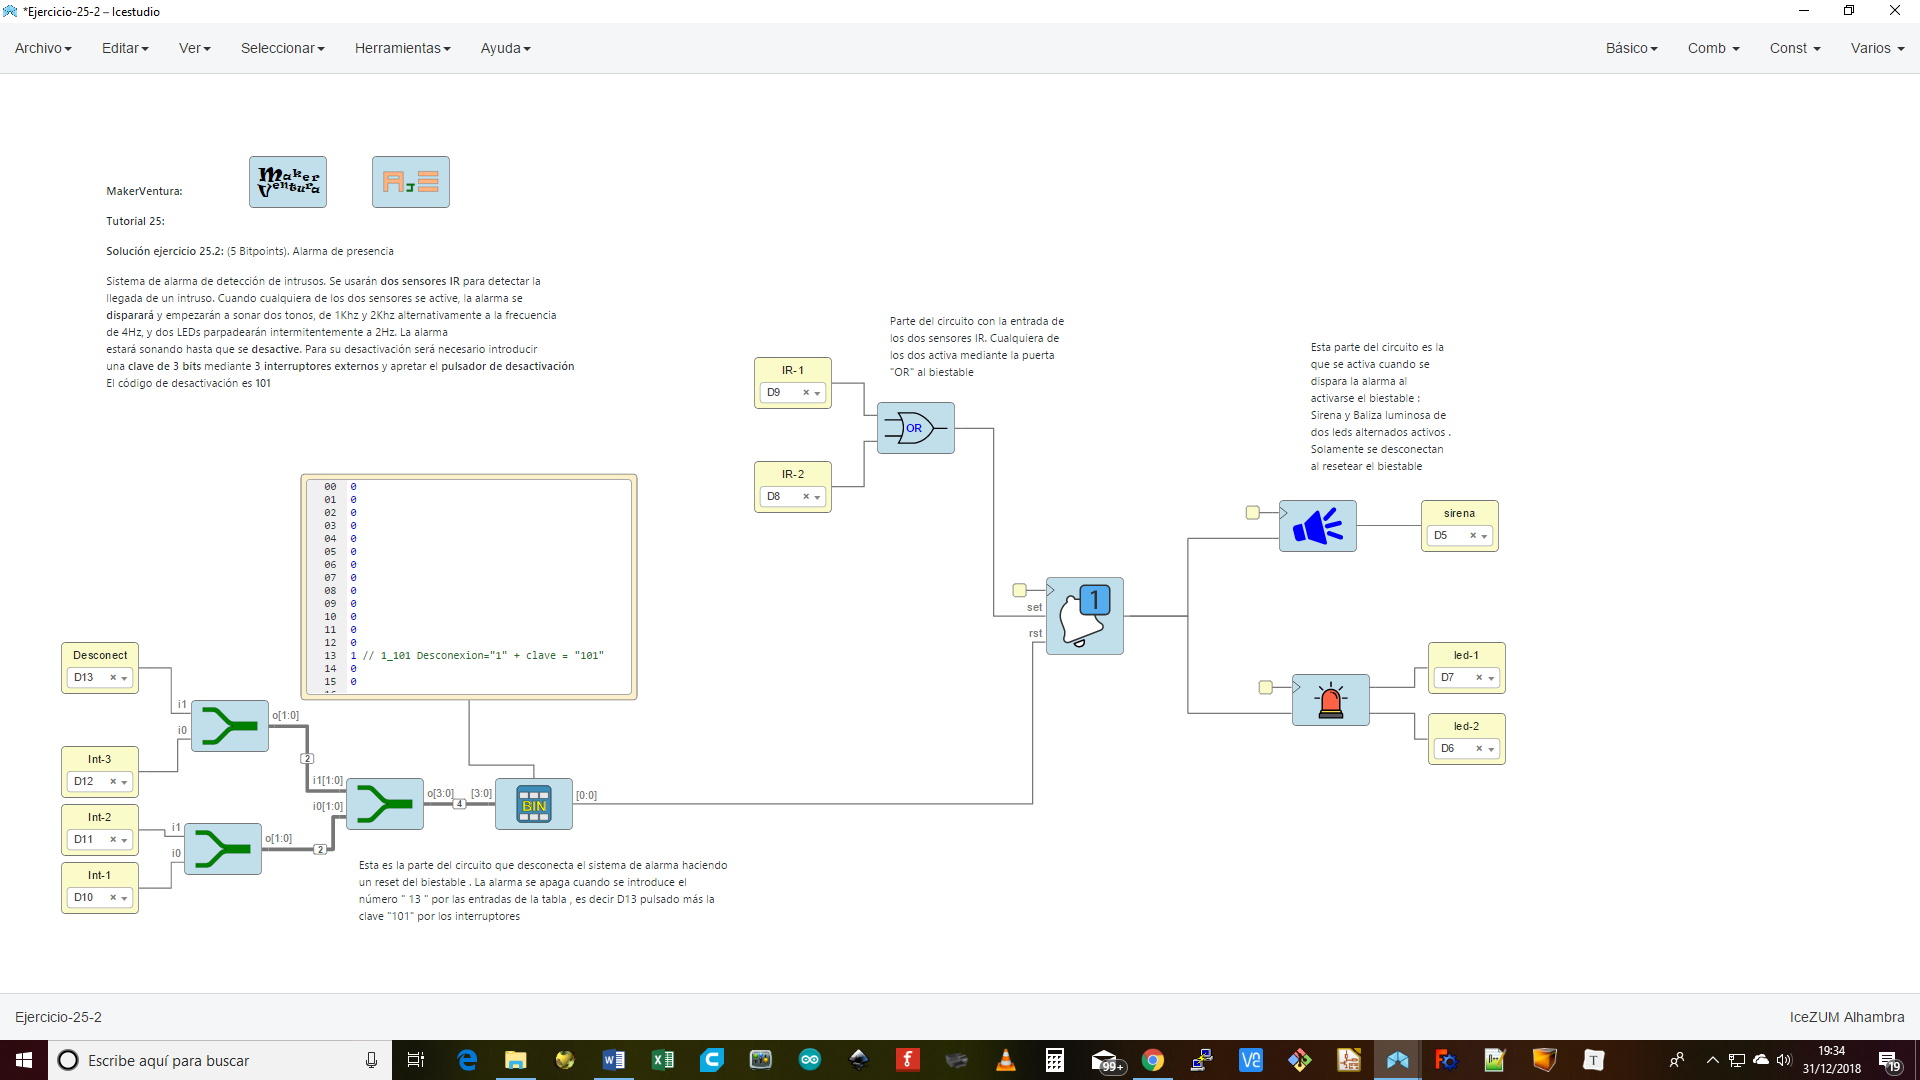 *Ejercicio-25-2 – Icestudio
Archivo Editar Ver Seleccionar Herramientas Ayuda Básico Comb Const Varios
Maker Ventura
MakerVentura:
Tutorial 25:
Solución ejercicio 25.2: (5 Bitpoints). Alarma de presencia
Sistema de alarma de detección de intrusos. Se usarán dos sensores IR para detectar la
llegada de un intruso. Cuando cualquiera de los dos sensores se active, la alarma se
disparará y empezarán a sonar dos tonos, de 1Khz y 2Khz alternativamente a la frecuencia
de 4Hz, y dos LEDs parpadearán intermitentemente a 2Hz. La alarma
estará sonando hasta que se desactive. Para su desactivación será necesario introducir
una clave de 3 bits mediante 3 interruptores externos y apretar el pulsador de desactivación
El código de desactivación es 101
Parte del circuito con la entrada de
los dos sensores IR. Cualquiera de
los dos activa mediante la puerta
"OR" al biestable
IR-1
D9
OR
IR-2
D8
Esta parte del circuito es la
que se activa cuando se
dispara la alarma al
activarse el biestable :
Sirena y Baliza luminosa de
dos leds alternados activos .
Solamente se desconectan
al resetear el biestable
00 0
01 0
02 0
03 0
04 0
05 0
06 0
07 0
08 0
09 0
10 0
11 0
12 0
13 1 // 1_101 Desconexion="1" + clave = "101"
14 0
15 0
sirena
D5
set
rst
1
led-1
D7
led-2
D6
Desconect
D13
i1
i0
o[1:0]
2
Int-3
D12
Int-2
D11
i1
i0
o[1:0]
2
Int-1
D10
i1[1:0]
i0[1:0]
o[3:0]
4
[3:0]
BIN
[0:0]
Esta es la parte del circuito que desconecta el sistema de alarma haciendo
un reset del biestable . La alarma se apaga cuando se introduce el
número " 13 " por las entradas de la tabla , es decir D13 pulsado más la
clave "101" por los interruptores
Ejercicio-25-2
IceZUM Alhambra
Escribe aquí para buscar
99+
19:34
31/12/2018
19